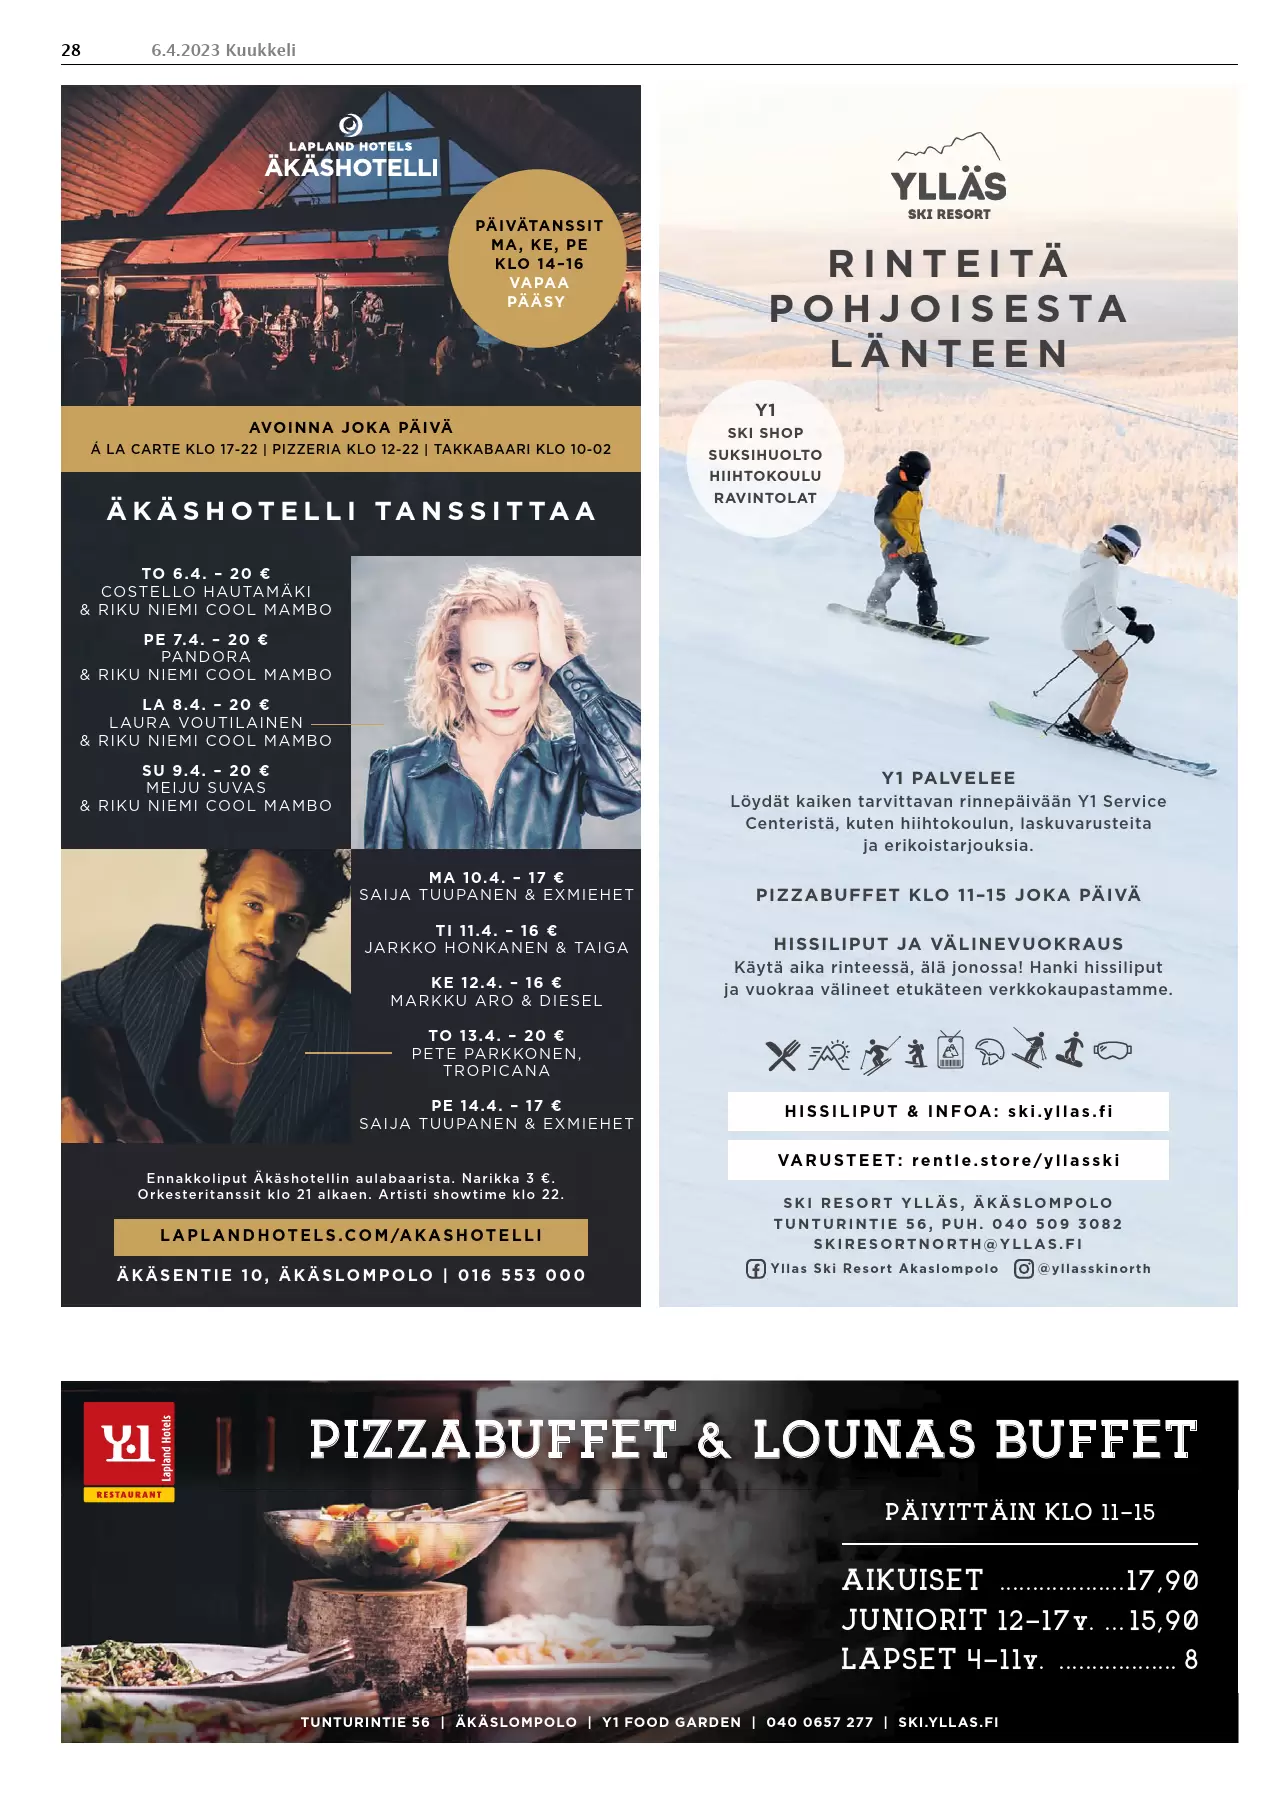 28 6.4.2023 Kuukkeli
LAPLAND HOTELS
ÄKÄSHOTELLI
PÄIVÄTANSSIT
MA, KE, PE
KLO 14–16
VAPAA
PÄÄSY
AVOINNA JOKA PÄIVÄ
Á LA CARTE KLO 17-22 | PIZZERIA KLO 12-22 | TAKKABAARI KLO 10-02
ÄKÄSHOTELLI TANSSITTAA
TO 6.4. – 20 €
COSTELLO HAUTAMÄKI
& RIKU NIEMI COOL MAMBO
PE 7.4. – 20 €
PANDORA
& RIKU NIEMI COOL MAMBO
LA 8.4. – 20 €
LAURA VOUTILAINEN
& RIKU NIEMI COOL MAMBO
SU 9.4. – 20 €
MEIJU SUVAS
& RIKU NIEMI COOL MAMBO
MA 10.4. – 17 €
SAIJA TUUPANEN & EXMIEHET
TI 11.4. – 16 €
JARKKO HONKANEN & TAIGA
KE 12.4. – 16 €
MARKKU ARO & DIESEL
TO 13.4. – 20 €
PETE PARKKONEN,
TROPICANA
PE 14.4. – 17 €
SAIJA TUUPANEN & EXMIEHET
Ennakkoliput Äkäshotellin aulabaarista. Narikka 3 €.
Orkesteritanssit klo 21 alkaen. Artisti showtime klo 22.
LAPLANDHOTELS.COM/AKASHOTELLI
ÄKÄSENTIE 10, ÄKÄSLOMPOLO | 016 553 000
YLLÄS
SKI RESORT
RINTEITÄ
POHJOISESTA
LÄNTEEN
Y1
SKI SHOP
SUKSIHUOLTO
HIIHTOKOULU
RAVINTOLAT
Y1 PALVELEE
Löydät kaiken tarvittavan rinnepäivään Y1 Service
Centeristä, kuten hiihtokoulun, laskuvarusteita
ja erikoistarjouksia.
PIZZABUFFET KLO 11–15 JOKA PÄIVÄ
HISSILIPUT JA VÄLINEVUOKRAUS
Käytä aika rinteessä, älä jonossa! Hanki hissiliput
ja vuokraa välineet etukäteen verkkokaupastamme.
HISSILIPUT & INFOA: ski.yllas.fi
VARUSTEET: rentle.store/yllasski
SKI RESORT YLLÄS, ÄKÄSLOMPOLO
TUNTURINTIE 56, PUH. 040 509 3082
SKIRESORTNORTH@YLLAS.FI
Yllas Ski Resort Akaslompolo @yllasskinorth
Y1
Lapland Hotels
RESTAURANT
PIZZABUFFET & LOUNAS BUFFET
PÄIVITTÄIN KLO 11–15
AIKUISET ...................17,90
JUNIORIT 12–17v. ...15,90
LAPSET 4–11v. .................. 8
TUNTURINTIE 56 | ÄKÄSLOMPOLO | Y1 FOOD GARDEN | 040 0657 277 | SKI.YLLAS.FI